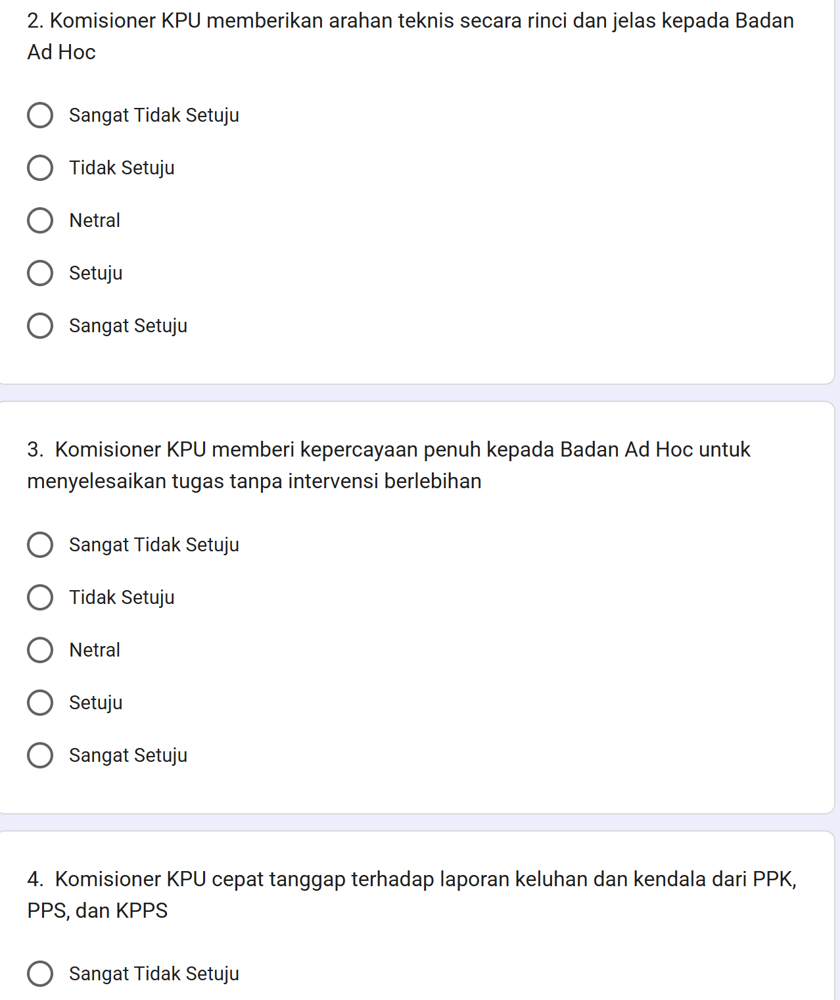 2. Komisioner KPU memberikan arahan teknis secara rinci dan jelas kepada Badan
Ad Hoc
Sangat Tidak Setuju
Tidak Setuju
Netral
Setuju
Sangat Setuju
3. Komisioner KPU memberi kepercayaan penuh kepada Badan Ad Hoc untuk
menyelesaikan tugas tanpa intervensi berlebihan
Sangat Tidak Setuju
Tidak Setuju
Netral
Setuju
Sangat Setuju
4. Komisioner KPU cepat tanggap terhadap laporan keluhan dan kendala dari PPK,
PPS, dan KPPS
Sangat Tidak Setuju